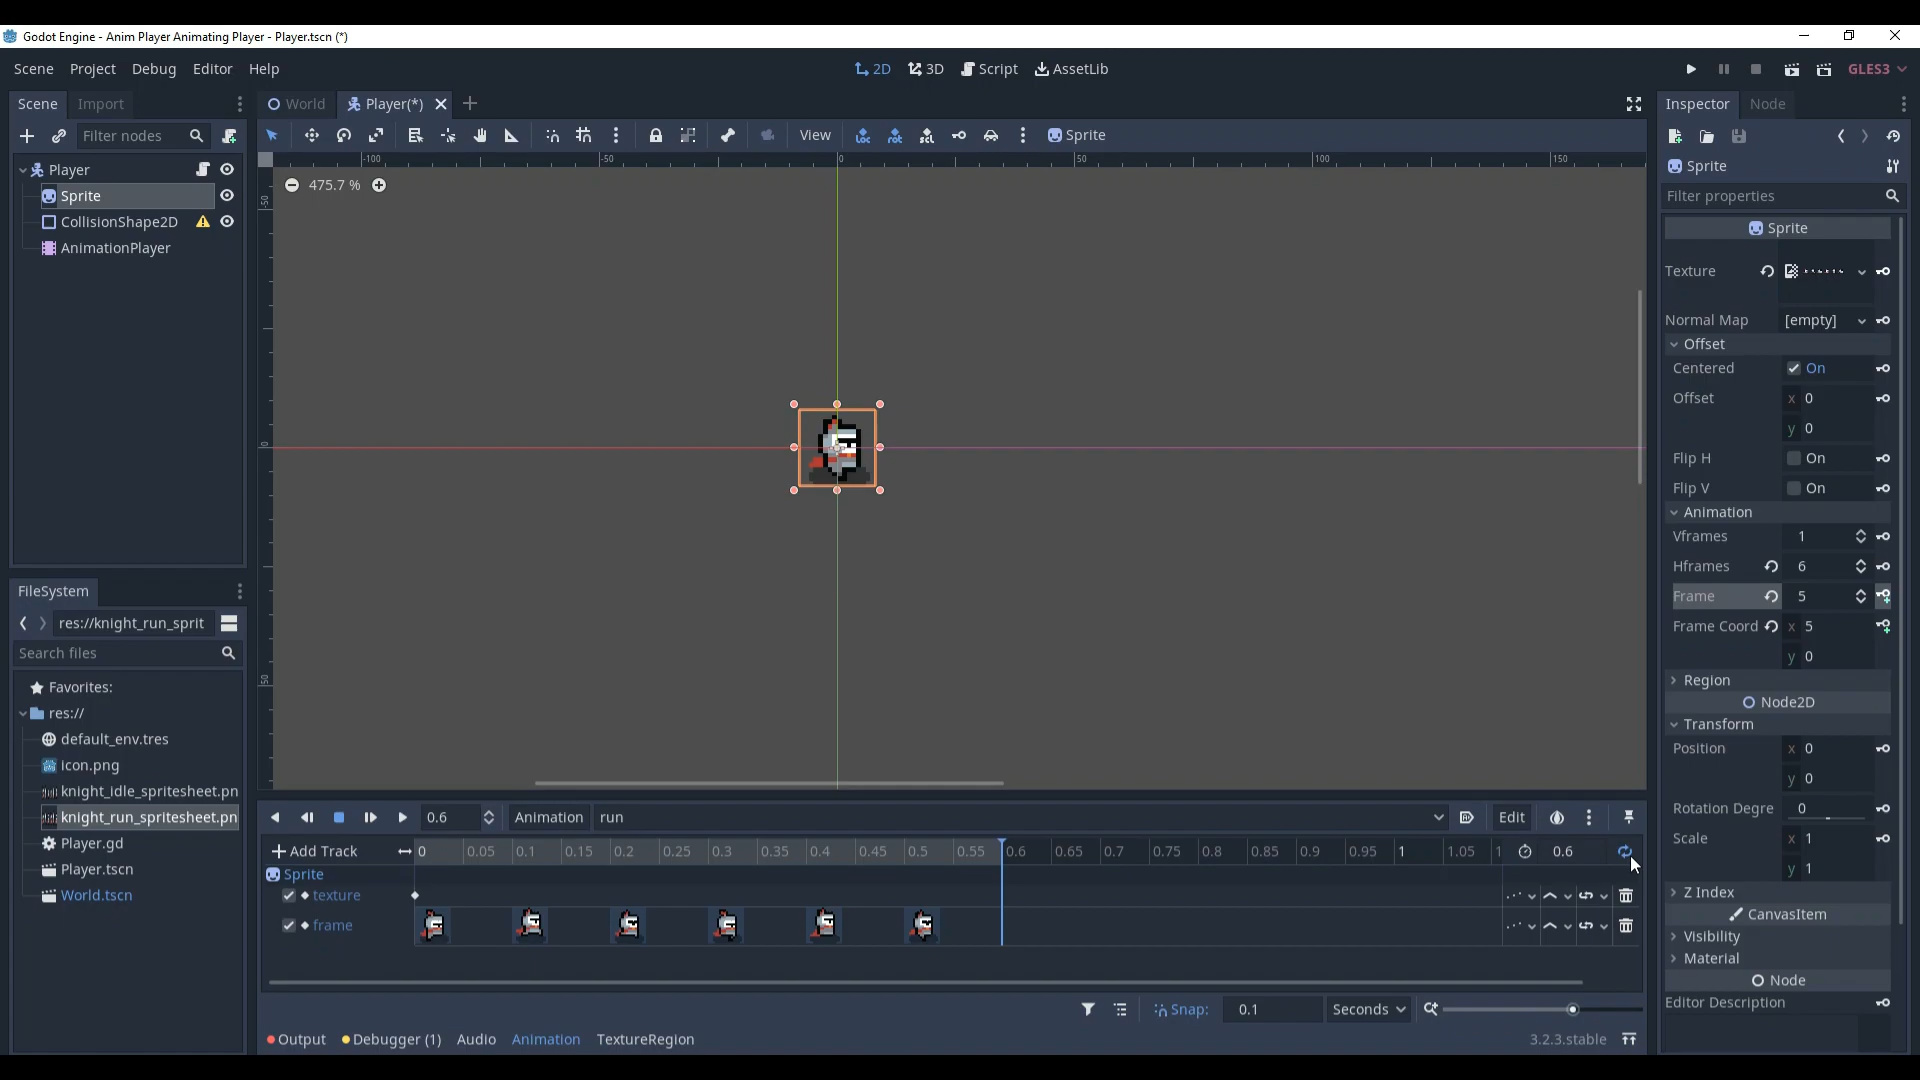 Godot Engine - Anim Player Animating Player - Player.tscn (*)
Scene Project Debug Editor Help
2D 3D Script AssetLib
GLES3
Scene Import
Filter nodes
Player
Sprite
CollisionShape2D
AnimationPlayer
FileSystem
res://knight_run_sprit
Search files
Favorites:
res://
default_env.tres
icon.png
knight_idle_spritesheet.pn
knight_run_spritesheet.pn
Player.gd
Player.tscn
World.tscn
World Player(*)
View Sprite
-100 -50 0 50 100 150
-50
0
50
475.7 %
0.6 Animation run Edit
Add Track 0 0.05 0.1 0.15 0.2 0.25 0.3 0.35 0.4 0.45 0.5 0.55 0.6 0.65 0.7 0.75 0.8 0.85 0.9 0.95 1 1.05 1 0.6
Sprite
texture
frame
Snap: 0.1 Seconds
Output Debugger (1) Audio Animation TextureRegion 3.2.3.stable
Inspector Node
Sprite
Filter properties
Sprite
Texture
Normal Map [empty]
Offset
Centered On
Offset x 0
y 0
Flip H On
Flip V On
Animation
Vframes 1
Hframes 6
Frame 5
Frame Coord x 5
y 0
Region
Node2D
Transform
Position x 0
y 0
Rotation Degre 0
Scale x 1
y 1
Z Index
CanvasItem
Visibility
Material
Node
Editor Description